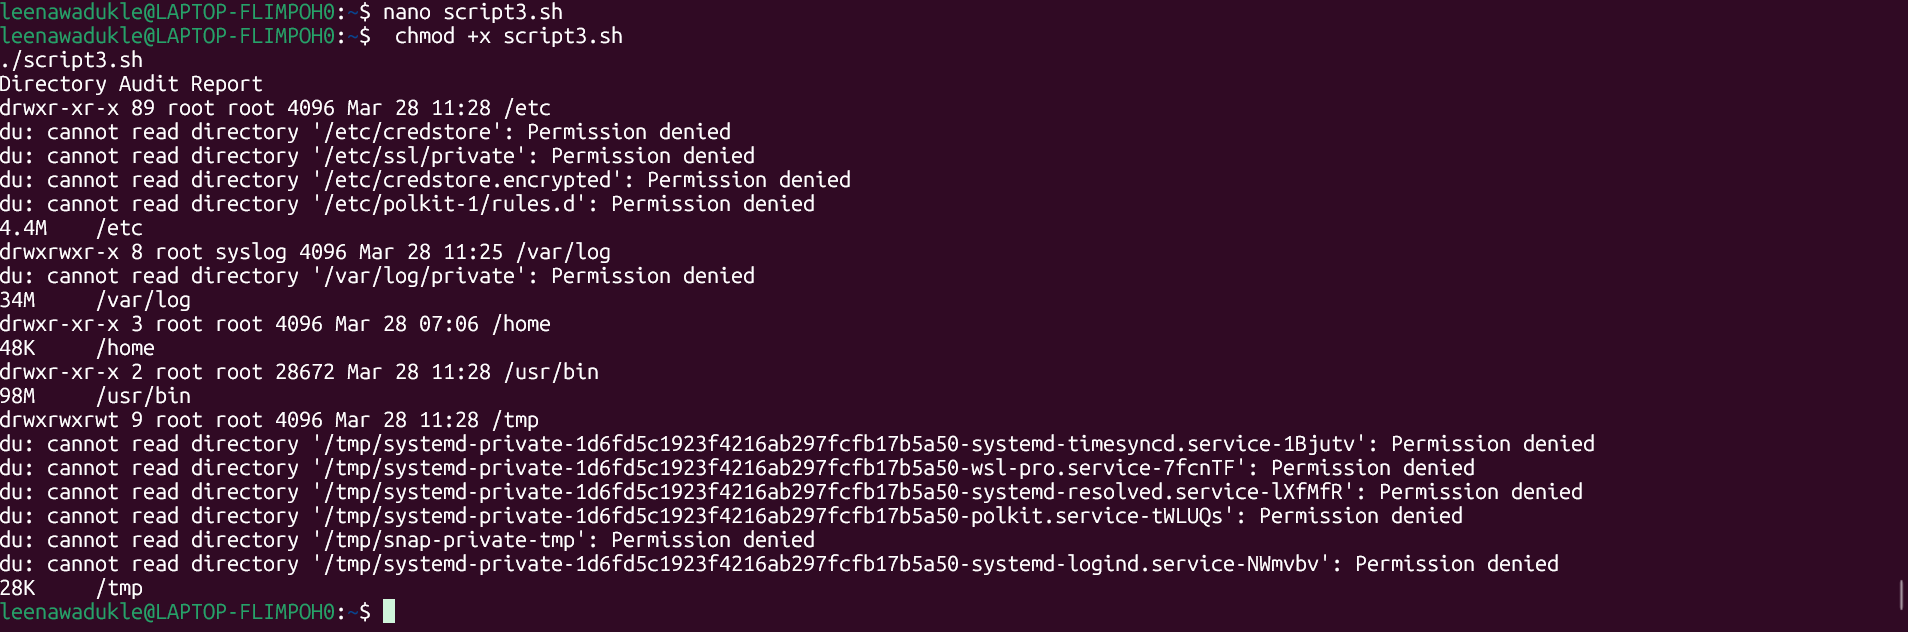 leenawadukle@LAPTOP-FLIMPOH0:~$ nano script3.sh
leenawadukle@LAPTOP-FLIMPOH0:~$  chmod +x script3.sh
./script3.sh
Directory Audit Report
drwxr-xr-x 89 root root 4096 Mar 28 11:28 /etc
du: cannot read directory '/etc/credstore': Permission denied
du: cannot read directory '/etc/ssl/private': Permission denied
du: cannot read directory '/etc/credstore.encrypted': Permission denied
du: cannot read directory '/etc/polkit-1/rules.d': Permission denied
4.4M    /etc
drwxrwxr-x 8 root syslog 4096 Mar 28 11:25 /var/log
du: cannot read directory '/var/log/private': Permission denied
34M     /var/log
drwxr-xr-x 3 root root 4096 Mar 28 07:06 /home
48K     /home
drwxr-xr-x 2 root root 28672 Mar 28 11:28 /usr/bin
98M     /usr/bin
drwxrwxrwt 9 root root 4096 Mar 28 11:28 /tmp
du: cannot read directory '/tmp/systemd-private-1d6fd5c1923f4216ab297fcfb17b5a50-systemd-timesyncd.service-1Bjutv': Permission denied
du: cannot read directory '/tmp/systemd-private-1d6fd5c1923f4216ab297fcfb17b5a50-wsl-pro.service-7fcnTF': Permission denied
du: cannot read directory '/tmp/systemd-private-1d6fd5c1923f4216ab297fcfb17b5a50-systemd-resolved.service-lXfMfR': Permission denied
du: cannot read directory '/tmp/systemd-private-1d6fd5c1923f4216ab297fcfb17b5a50-polkit.service-tWLUQs': Permission denied
du: cannot read directory '/tmp/snap-private-tmp': Permission denied
du: cannot read directory '/tmp/systemd-private-1d6fd5c1923f4216ab297fcfb17b5a50-systemd-logind.service-NWmvbv': Permission denied
28K     /tmp
leenawadukle@LAPTOP-FLIMPOH0:~$